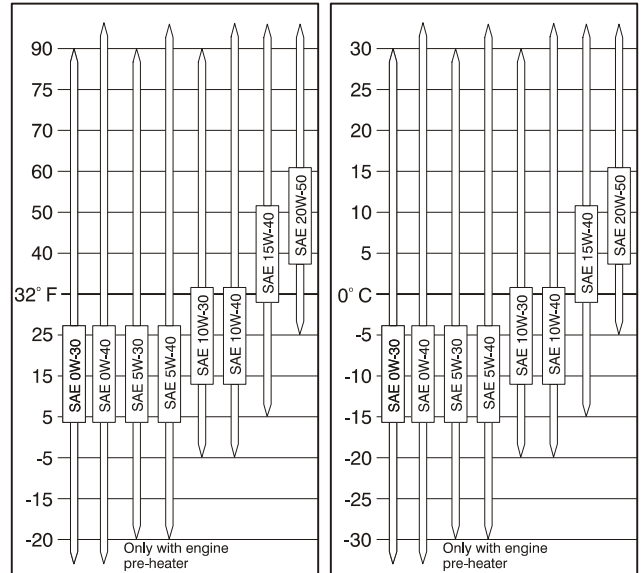 90
75
70
60
50
40
32° F
25
15
5
-5
-15
-20
SAE 0W-30
SAE 0W-40
SAE 5W-30
SAE 5W-40
SAE 10W-30
SAE 10W-40
SAE 15W-40
SAE 20W-50
Only with engine
pre-heater
30
25
20
15
10
5
0° C
-5
-10
-15
-20
-25
-30
SAE 0W-30
SAE 0W-40
SAE 5W-30
SAE 5W-40
SAE 10W-30
SAE 10W-40
SAE 15W-40
SAE 20W-50
Only with engine
pre-heater